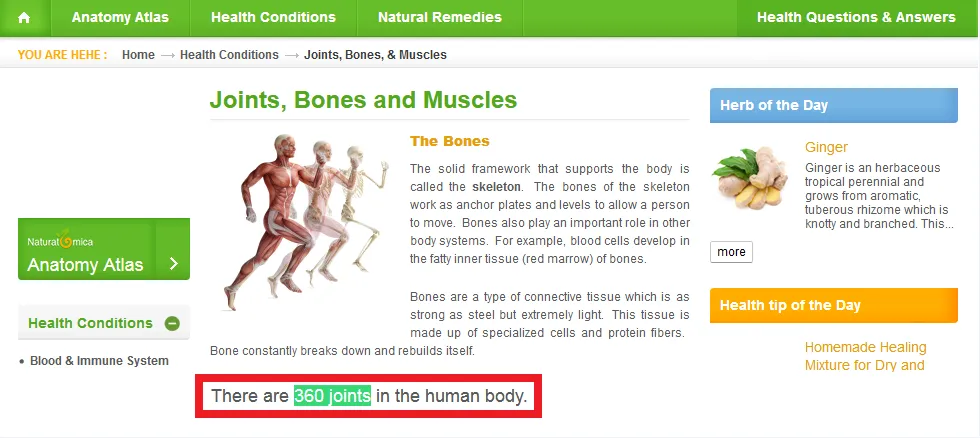 Anatomy Atlas
Health Conditions
Natural Remedies
Health Questions & Answers
YOU ARE HEHE :
Home
Health Conditions
Joints, Bones, & Muscles
Joints, Bones and Muscles
The Bones
The solid framework that supports the body is
called the skeleton. The bones of the skeleton
work as anchor plates and levels to allow a person
to move. Bones also play an important role in other
body systems. For example, blood cells develop in
the fatty inner tissue (red marrow) of bones.
Bones are a type of connective tissue which is as
strong as steel but extremely light. This tissue is
made up of specialized cells and protein fibers.
Bone constantly breaks down and rebuilds itself.
There are 360 joints in the human body.
Naturatomica
Anatomy Atlas
Health Conditions
Blood & Immune System
Herb of the Day
Ginger
Ginger is an herbaceous
tropical perennial and
grows from aromatic,
tuberous rhizome which is
knotty and branched. This...
more
Health tip of the Day
Homemade Healing
Mixture for Dry and